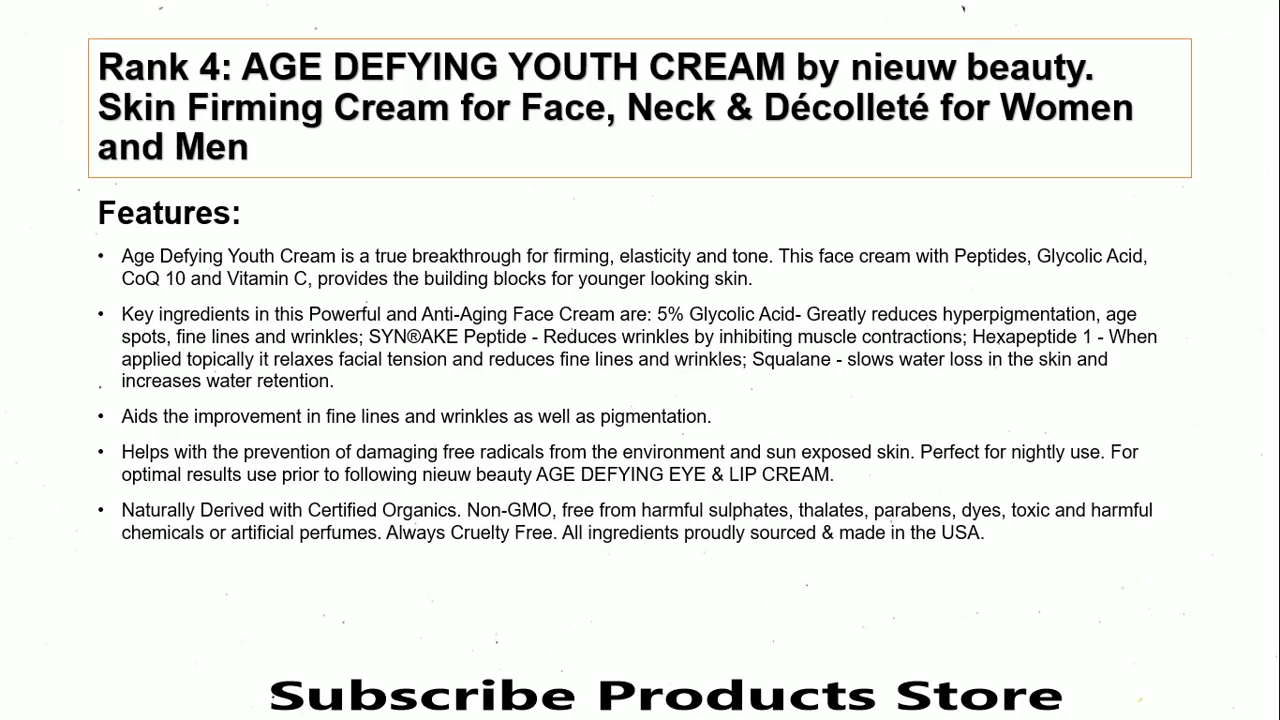 Rank 4: AGE DEFYING YOUTH CREAM by nieuw beauty.
Skin Firming Cream for Face, Neck & Décolleté for Women
and Men
Features:
• Age Defying Youth Cream is a true breakthrough for firming, elasticity and tone. This face cream with Peptides, Glycolic Acid,
CoQ 10 and Vitamin C, provides the building blocks for younger looking skin.
• Key ingredients in this Powerful and Anti-Aging Face Cream are: 5% Glycolic Acid- Greatly reduces hyperpigmentation, age
spots, fine lines and wrinkles; SYN®AKE Peptide - Reduces wrinkles by inhibiting muscle contractions; Hexapeptide 1 - When
applied topically it relaxes facial tension and reduces fine lines and wrinkles; Squalane - slows water loss in the skin and
increases water retention.
• Aids the improvement in fine lines and wrinkles as well as pigmentation.
• Helps with the prevention of damaging free radicals from the environment and sun exposed skin. Perfect for nightly use. For
optimal results use prior to following nieuw beauty AGE DEFYING EYE & LIP CREAM.
• Naturally Derived with Certified Organics. Non-GMO, free from harmful sulphates, thalates, parabens, dyes, toxic and harmful
chemicals or artificial perfumes. Always Cruelty Free. All ingredients proudly sourced & made in the USA.
Subscribe Products Store